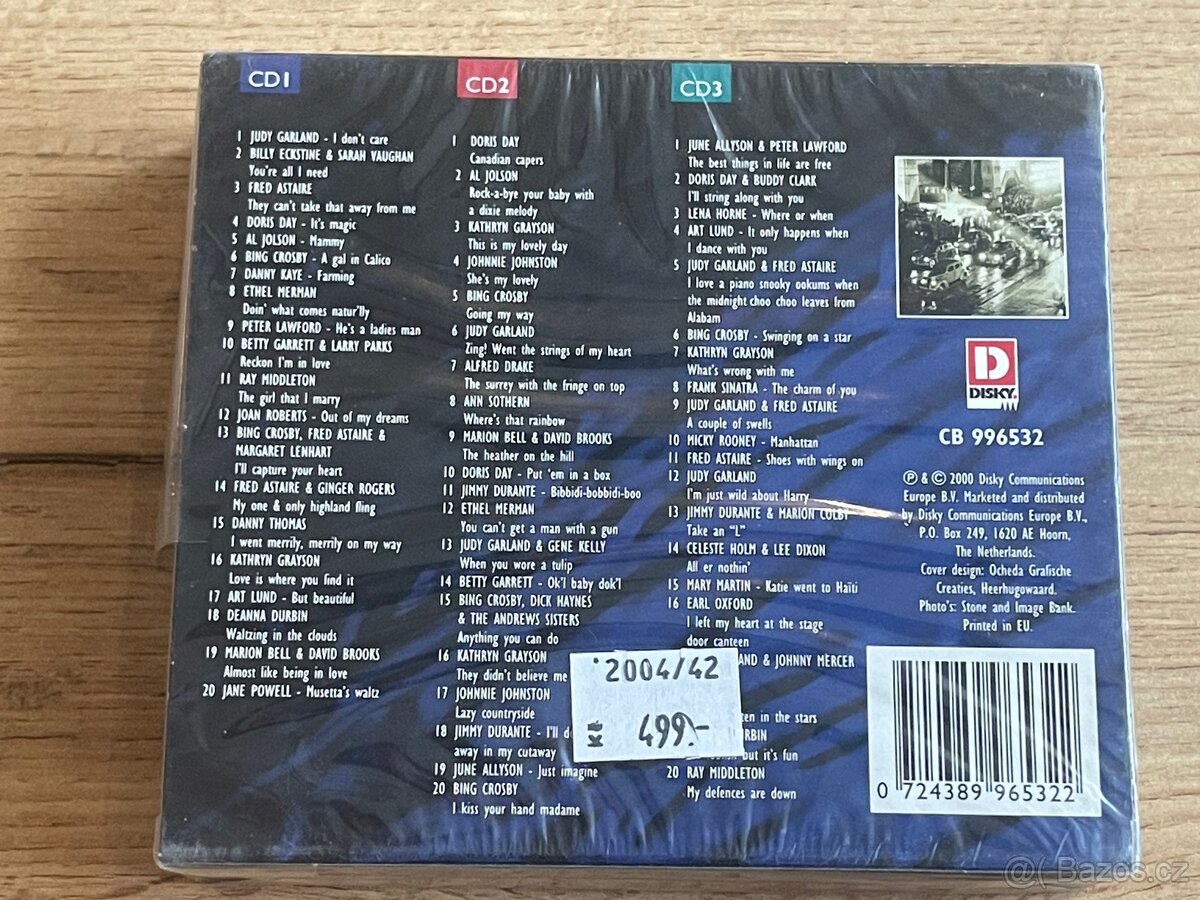 CD1
1 JUDY GARLAND - I don't care
2 BILLY ECKSTINE & SARAH VAUGHAN
You're all I need
3 FRED ASTAIRE
They can't take that away from me
4 DORIS DAY - It's magic
5 AL JOLSON - Mammy
6 BING CROSBY - A gal in Calico
7 DANNY KAYE - Farming
8 ETHEL MERMAN
Doin' what comes natur'lly
9 PETER LAWFORD - He's a ladies man
10 BETTY GARRETT & LARRY PARKS
Reckon I'm in love
11 RAY MIDDLETON
The girl that I marry
12 JOAN ROBERTS - Out of my dreams
13 BING CROSBY, FRED ASTAIRE &
MARGARET LENHART
I'll capture your heart
14 FRED ASTAIRE & GINGER ROGERS
My one & only highland fling
15 DANNY THOMAS
I went merrily, merrily on my way
16 KATHRYN GRAYSON
Love is where you find it
17 ART LUND - But beautiful
18 DEANNA DURBIN
Waltzing in the clouds
19 MARION BELL & DAVID BROOKS
Almost like being in love
20 JANE POWELL - Musetta's waltz
CD2
1 DORIS DAY
Canadian capers
2 AL JOLSON
Rock-a-bye your baby with
a dixie melody
3 KATHRYN GRAYSON
This is my lovely day
4 JOHNNIE JOHNSTON
She's my lovely
5 BING CROSBY
Going my way
6 JUDY GARLAND
Zing! Went the strings of my heart
7 ALFRED DRAKE
The surrey with the fringe on top
8 ANN SOTHERN
Where's that rainbow
9 MARION BELL & DAVID BROOKS
The heather on the hill
10 DORIS DAY - Put 'em in a box
11 JIMMY DURANTE - Bibbidi-bobbidi-boo
12 ETHEL MERMAN
You can't get a man with a gun
13 JUDY GARLAND & GENE KELLY
When you wore a tulip
14 BETTY GARRETT - Ok'l baby dok'l
15 BING CROSBY, DICK HAYNES
& THE ANDREWS SISTERS
Anything you can do
16 KATHRYN GRAYSON
They didn't believe me
17 JOHNNIE JOHNSTON
Lazy countryside
18 JIMMY DURANTE - I'll
away in my cutaway
19 JUNE ALLYSON - Just imagine
20 BING CROSBY
I kiss your hand madame
CD3
1 JUNE ALLYSON & PETER LAWFORD
The best things in life are free
2 DORIS DAY & BUDDY CLARK
I'll string along with you
3 LENA HORNE - Where or when
4 ART LUND - It only happens when
I dance with you
5 JUDY GARLAND & FRED ASTAIRE
I love a piano snooky ookums when
the midnight choo choo leaves from
Alabam
6 BING CROSBY - Swinging on a star
7 KATHRYN GRAYSON
What's wrong with me
8 FRANK SINATRA - The charm of you
9 JUDY GARLAND & FRED ASTAIRE
A couple of swells
10 MICKY ROONEY - Manhattan
11 FRED ASTAIRE - Shoes with wings on
12 JUDY GARLAND
I'm just wild about Harry
13 JIMMY DURANTE & MARION COLBY
Take an "L"
14 CELESTE HOLM & LEE DIXON
All er nothin'
15 MARY MARTIN - Katie went to Haïti
16 EARL OXFORD
I left my heart at the stage
door canteen
& JOHNNY MERCER
in the stars
but it's fun
20 RAY MIDDLETON
My defences are down
2004/42
Kč 499.-
D
DISKY®
CB 996532
℗ & © 2000 Disky Communications
Europe B.V. Marketed and distributed
by Disky Communications Europe B.V.,
P.O. Box 249, 1620 AE Hoorn,
The Netherlands.
Cover design: Ocheda Grafische
Creaties, Heerhugowaard.
Photo's: Stone and Image Bank.
Printed in EU.
0 724389 965322
@( Bazos.cz